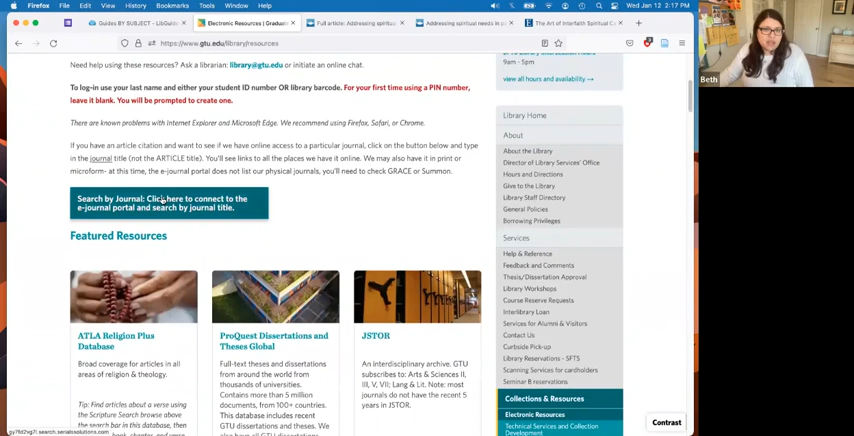 Firefox File Edit View History Bookmarks Tools Window Help
Wed Jan 12 2:17 PM
Guides BY SUBJECT - LibGuide
Electronic Resources | Graduat
Full article: Addressing spiritua
Addressing spiritual needs in p
The Art of Interfaith Spiritual C
https://www.gtu.edu/library/resources
Need help using these resources? Ask a librarian: library@gtu.edu or initiate an online chat.
To log-in use your last name and either your student ID number OR library barcode. For your first time using a PIN number,
leave it blank. You will be prompted to create one.
There are known problems with Internet Explorer and Microsoft Edge. We recommend using Firefox, Safari, or Chrome.
If you have an article citation and want to see if we have online access to a particular journal, click on the button below and type
in the journal title (not the ARTICLE title). You'll see links to all the places we have it online. We may also have it in print or
microform- at this time, the e-journal portal does not list our physical journals, you'll need to check GRACE or Summon.
Search by Journal: Click here to connect to the
e-journal portal and search by journal title.
Featured Resources
ATLA Religion Plus
Database
Broad coverage for articles in all
areas of religion & theology.
Tip: Find articles about a verse using
the Scripture Search browse above
the search bar in this database, then
ProQuest Dissertations and
Theses Global
Full-text theses and dissertations
from around the world from
thousands of universities.
Contains more than 5 million
documents, from 100+ countries.
This database includes recent
GTU dissertations and theses. We
JSTOR
An interdisciplinary archive. GTU
subscribes to: Arts & Sciences II,
III, V, VII; Lang & Lit. Note: most
journals do not have the recent 5
years in JSTOR.
9am - 5pm
view all hours and availability →
Library Home
About
About the Library
Director of Library Services' Office
Hours and Directions
Give to the Library
Library Staff Directory
General Policies
Borrowing Privileges
Services
Help & Reference
Feedback and Comments
Thesis/Dissertation Approval
Library Workshops
Course Reserve Requests
Interlibrary Loan
Services for Alumni & Visitors
Contact Us
Curbside Pick-up
Library Reservations - SFTS
Scanning Services for cardholders
Seminar B reservations
Collections & Resources
Electronic Resources
Technical Services and Collection
Development
Contrast
Beth